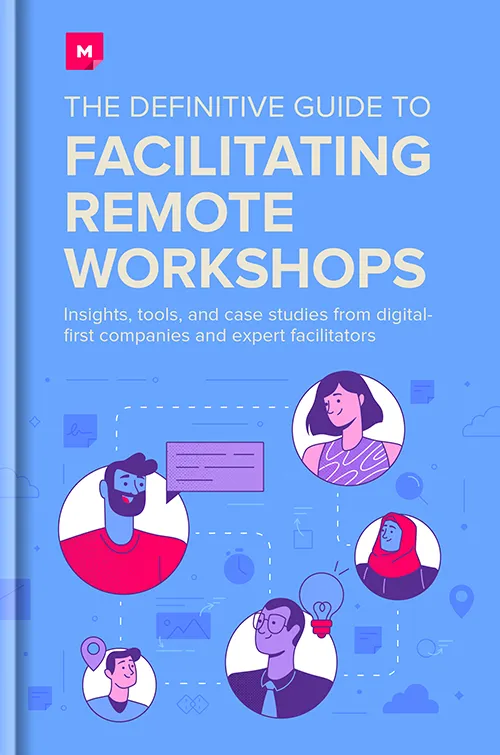 M
THE DEFINITIVE GUIDE TO
FACILITATING
REMOTE
WORKSHOPS
Insights, tools, and case studies from digital-
first companies and expert facilitators